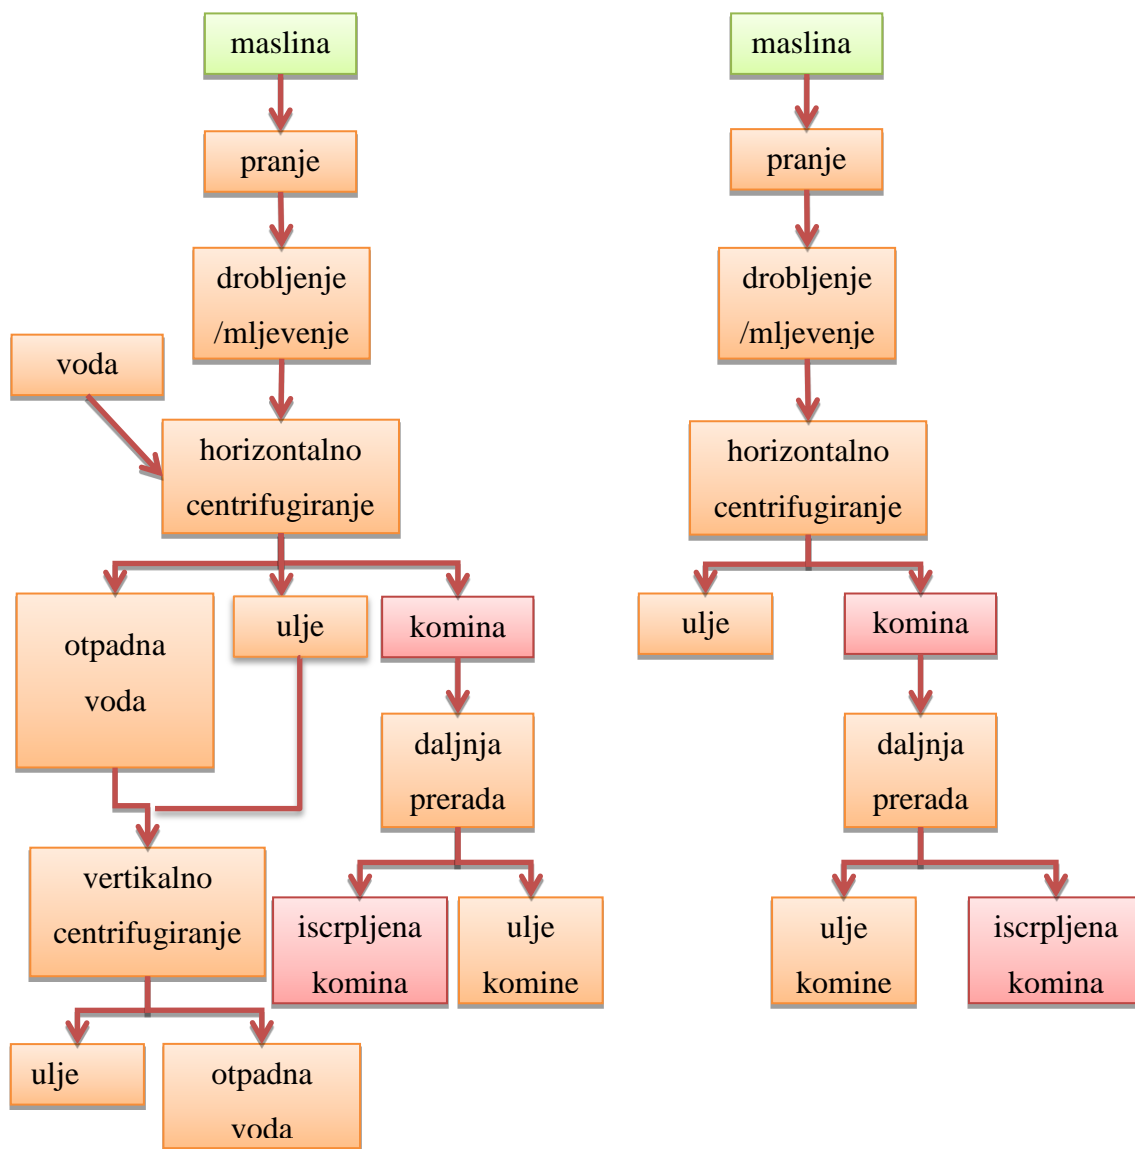 maslina
pranje
drobljenje
/mljevenje
voda
horizontalno
centrifugiranje
otpadna
voda
ulje
komina
daljnja
prerada
vertikalno
centrifugiranje
iscrpljena
komina
ulje
komine
ulje
otpadna
voda
maslina
pranje
drobljenje
/mljevenje
horizontalno
centrifugiranje
ulje
komina
daljnja
prerada
ulje
komine
iscrpljena
komina